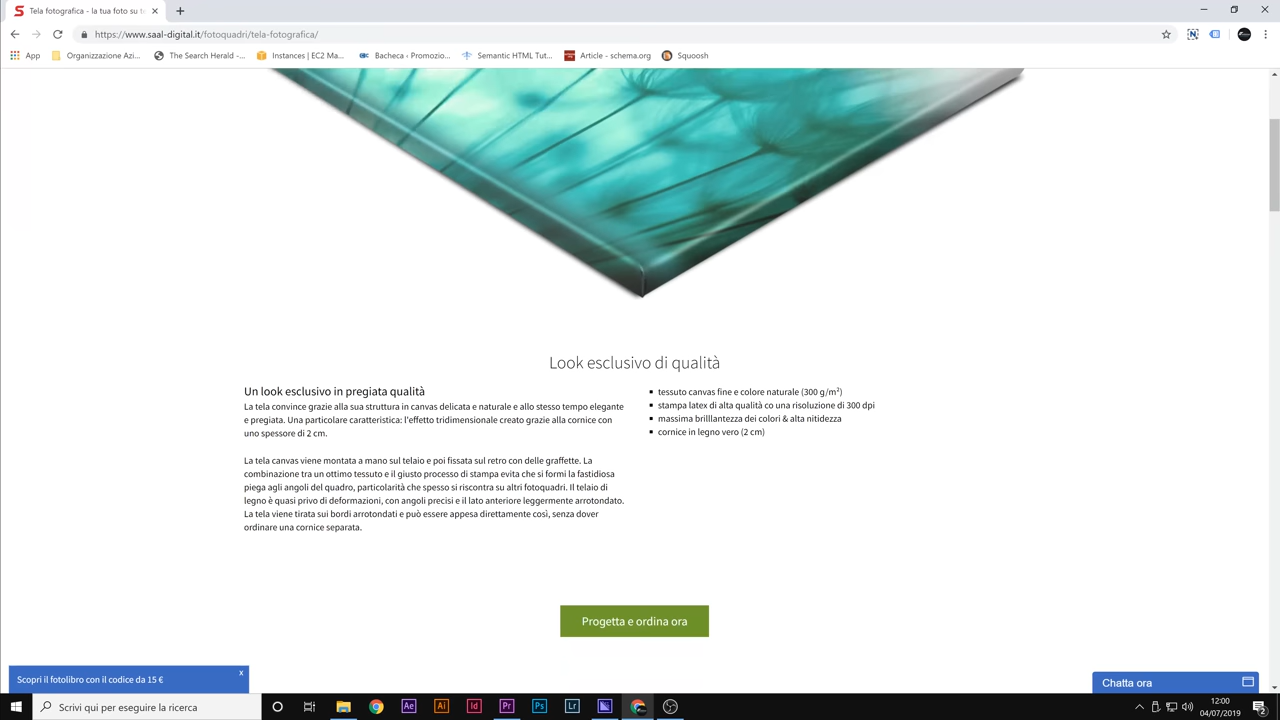 Tela fotografica - la tua foto su te
https://www.saal-digital.it/fotoquadri/tela-fotografica/
App
Organizzazione Azi...
The Search Herald -...
Instances | EC2 Ma...
Bacheca ‹ Promozio...
Semantic HTML Tut...
Article - schema.org
Squoosh
Look esclusivo di qualità
Un look esclusivo in pregiata qualità
La tela convince grazie alla sua struttura in canvas delicata e naturale e allo stesso tempo elegante
e pregiata. Una particolare caratteristica: l'effetto tridimensionale creato grazie alla cornice con
uno spessore di 2 cm.
La tela canvas viene montata a mano sul telaio e poi fissata sul retro con delle graffette. La
combinazione tra un ottimo tessuto e il giusto processo di stampa evita che si formi la fastidiosa
piega agli angoli del quadro, particolarità che spesso si riscontra su altri fotoquadri. Il telaio di
legno è quasi privo di deformazioni, con angoli precisi e il lato anteriore leggermente arrotondato.
La tela viene tirata sui bordi arrotondati e può essere appesa direttamente così, senza dover
ordinare una cornice separata.
tessuto canvas fine e colore naturale (300 g/m²)
stampa latex di alta qualità co una risoluzione di 300 dpi
massima brilllantezza dei colori & alta nitidezza
cornice in legno vero (2 cm)
Progetta e ordina ora
Scopri il fotolibro con il codice da 15 €
x
Chatta ora
Scrivi qui per eseguire la ricerca
Ae
Ai
Id
Pr
Ps
Lr
12:00
04/07/2019
2